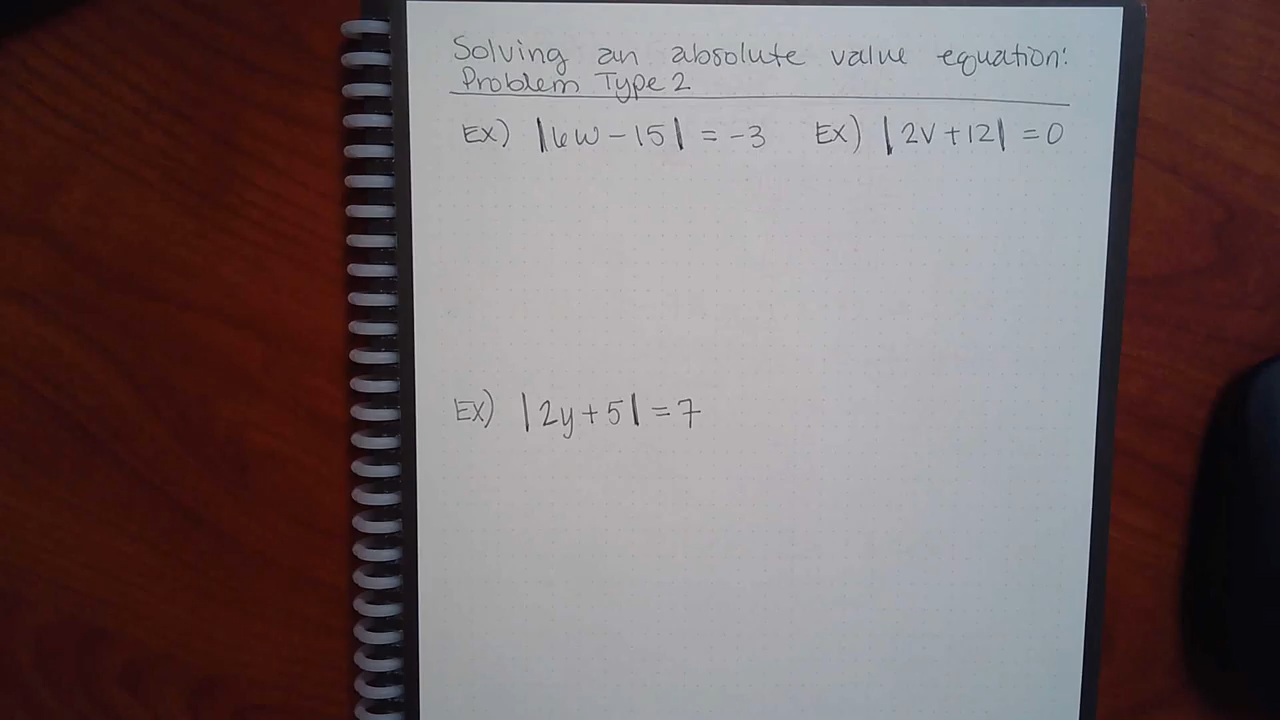 Solving an absolute value equation:
Problem Type 2
EX) |6w - 15| = -3 EX) |2v + 12| = 0
EX) |2y + 5| = 7